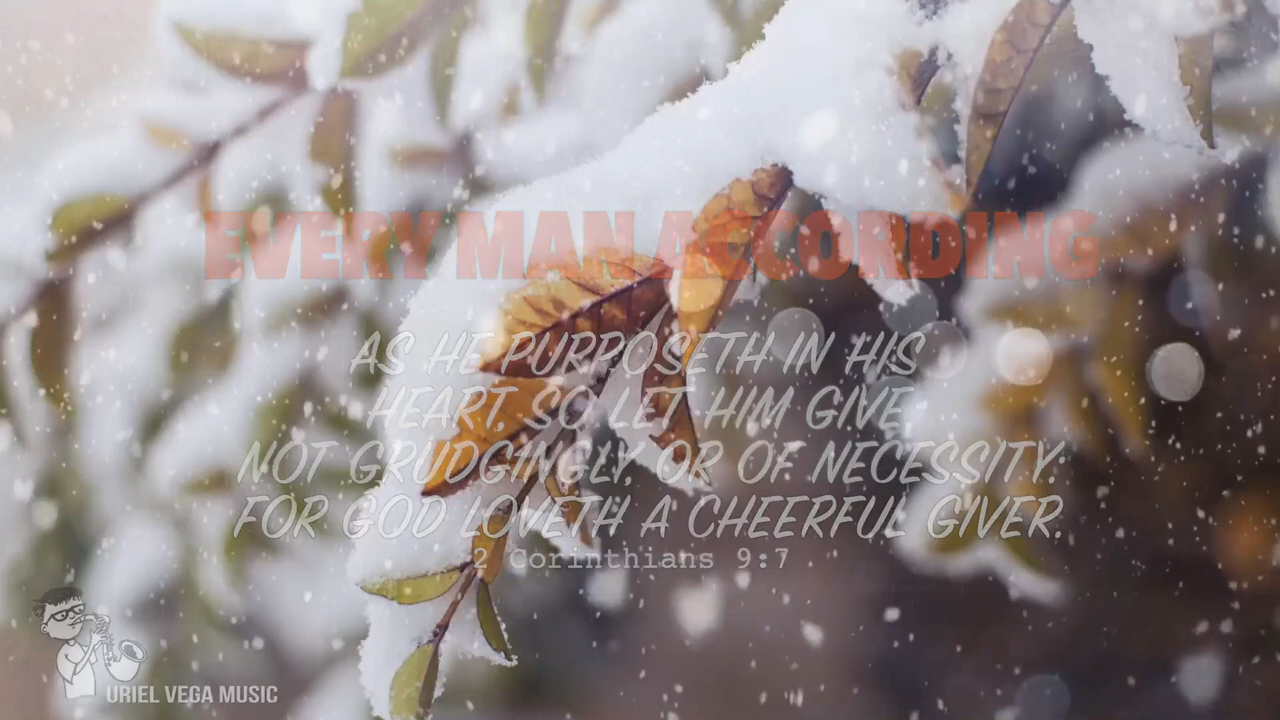 EVERY MAN ACCORDING
AS HE PURPOSETH IN HIS
HEART, SO LET HIM GIVE,
NOT GRUDGINGLY, OR OF NECESSITY:
FOR GOD LOVETH A CHEERFUL GIVER.
2 Corinthians 9:7
URIEL VEGA MUSIC